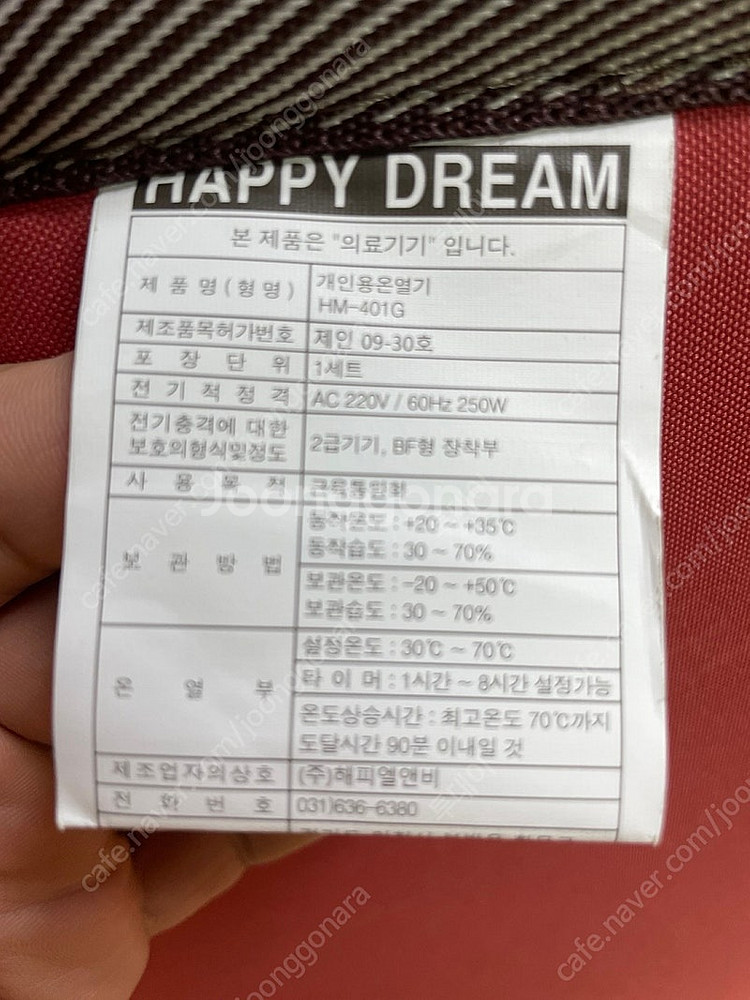 HAPPY DREAM
본 제품은 "의료기기" 입니다.
제 품 명 ( 형 명 ) 개인용온열기
HM-401G
제조품목허가번호 제인 09-30호
포 장 단 위 1세트
전 기 적 정 격 AC 220V / 60Hz 250W
전기충격에 대한
보호의형식및정도 2급기기, BF형 장착부
사 용 목 적
보 관 방 법 동작온도 : +20 ~ +35℃
동작습도 : 30 ~ 70%
보관온도 : -20 ~ +50℃
보관습도 : 30 ~ 70%
온 열 부 설정온도 : 30℃ ~ 70℃
타 이 머 : 1시간 ~ 8시간 설정가능
온도상승시간 : 최고온도 70℃까지
도달시간 90분 이내일 것
제조업자의상호 (주)해피엘앤비
전 화 번 호 031)636-6380
Joonggonara
cafe.naver.com/joonggonara